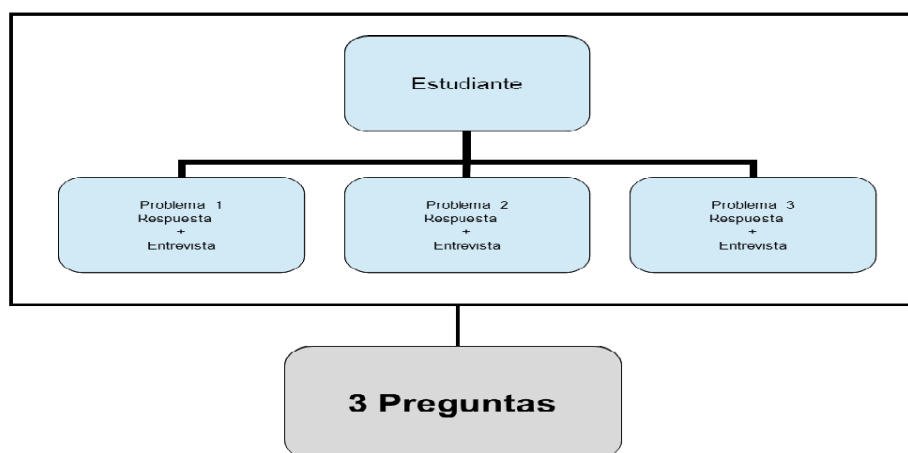 Estudiante
Problema 1
Respuesta
+
Entrevista
Problema 2
Respuesta
+
Entrevista
Problema 3
Respuesta
+
Entrevista
3 Preguntas